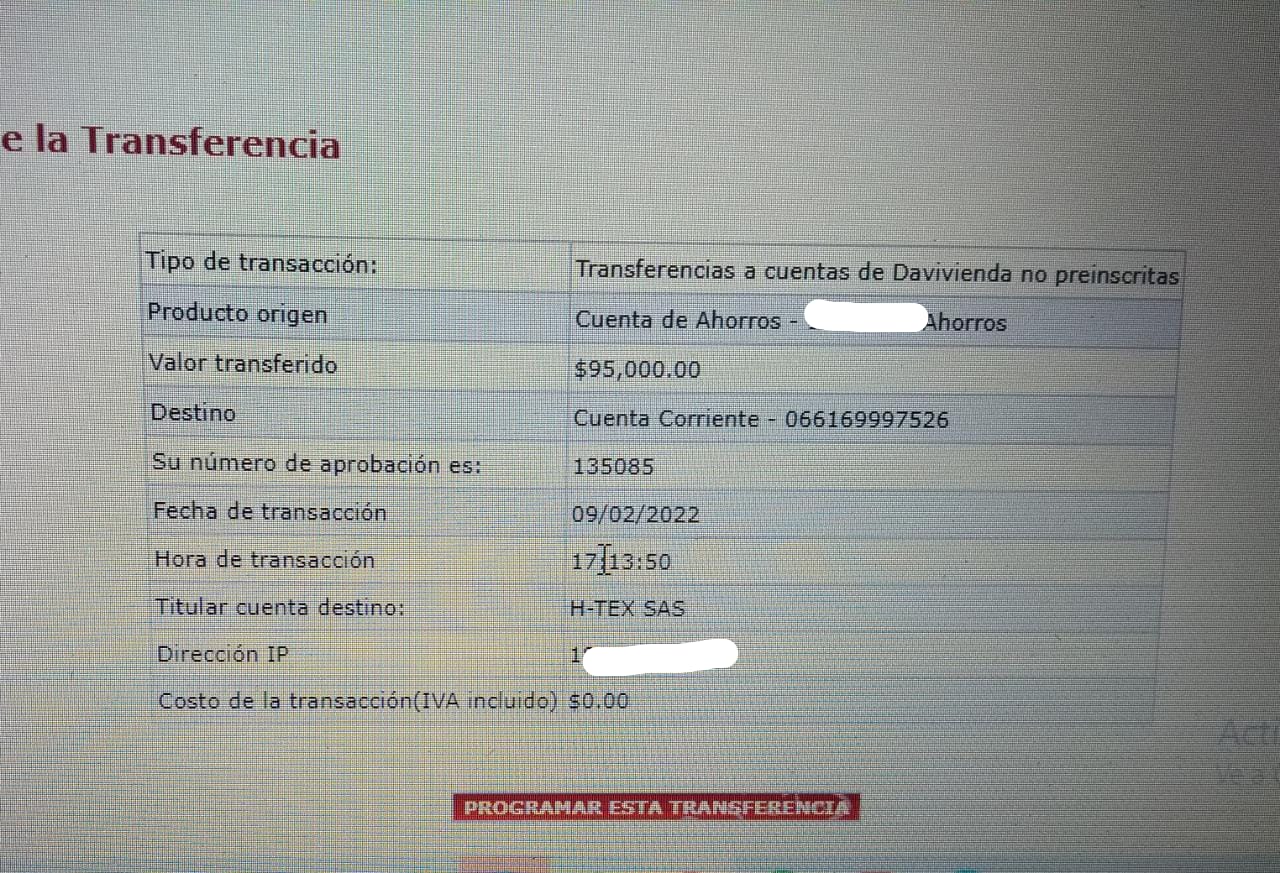 e la Transferencia
Tipo de transacción: Transferencias a cuentas de Davivienda no preinscritas
Producto origen Cuenta de Ahorros - Ahorros
Valor transferido $95,000.00
Destino Cuenta Corriente - 066169997526
Su número de aprobación es: 135085
Fecha de transacción 09/02/2022
Hora de transacción 17:13:50
Titular cuenta destino: H-TEX SAS
Dirección IP 1
Costo de la transacción(IVA incluido) $0.00
Acti
Ve a
PROGRAMAR ESTA TRANSFERENCIA